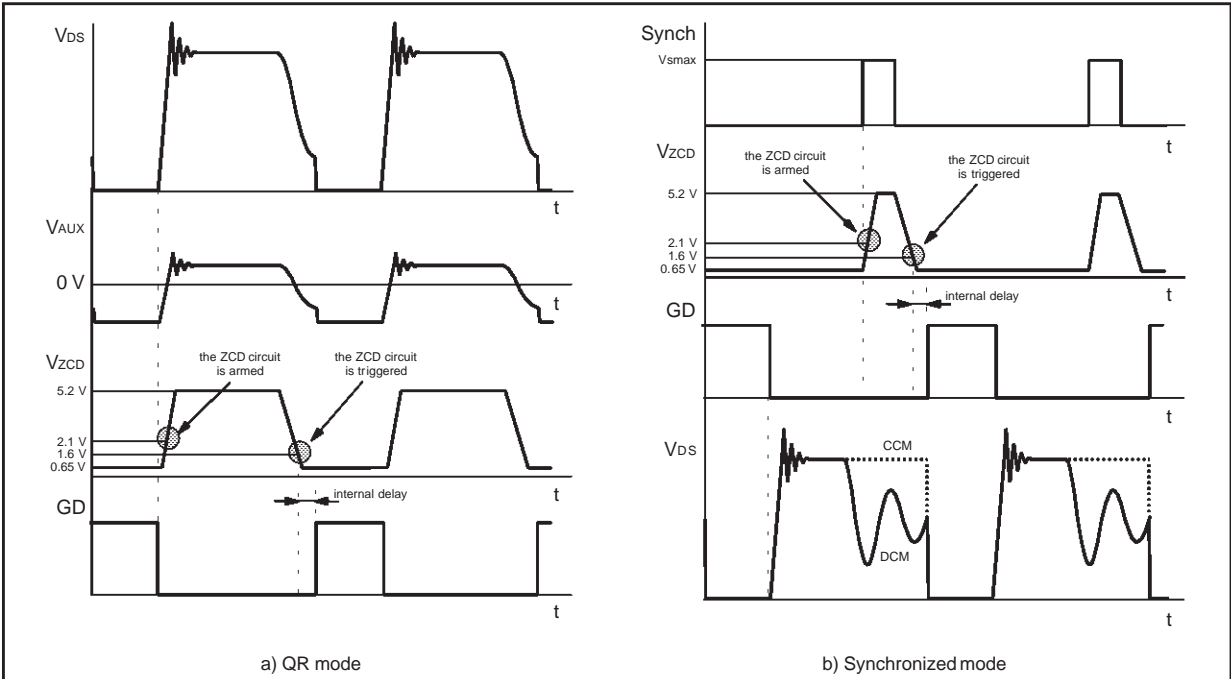 VDS
t
VAUX
0 V
t
VZCD
the ZCD circuit
is armed
the ZCD circuit
is triggered
5.2 V
2.1 V
1.6 V
0.65 V
internal delay
GD
t
a) QR mode
Synch
Vsmax
t
VZCD
the ZCD circuit
is armed
the ZCD circuit
is triggered
5.2 V
2.1 V
1.6 V
0.65 V
internal delay
GD
t
VDS
CCM
DCM
t
b) Synchronized mode